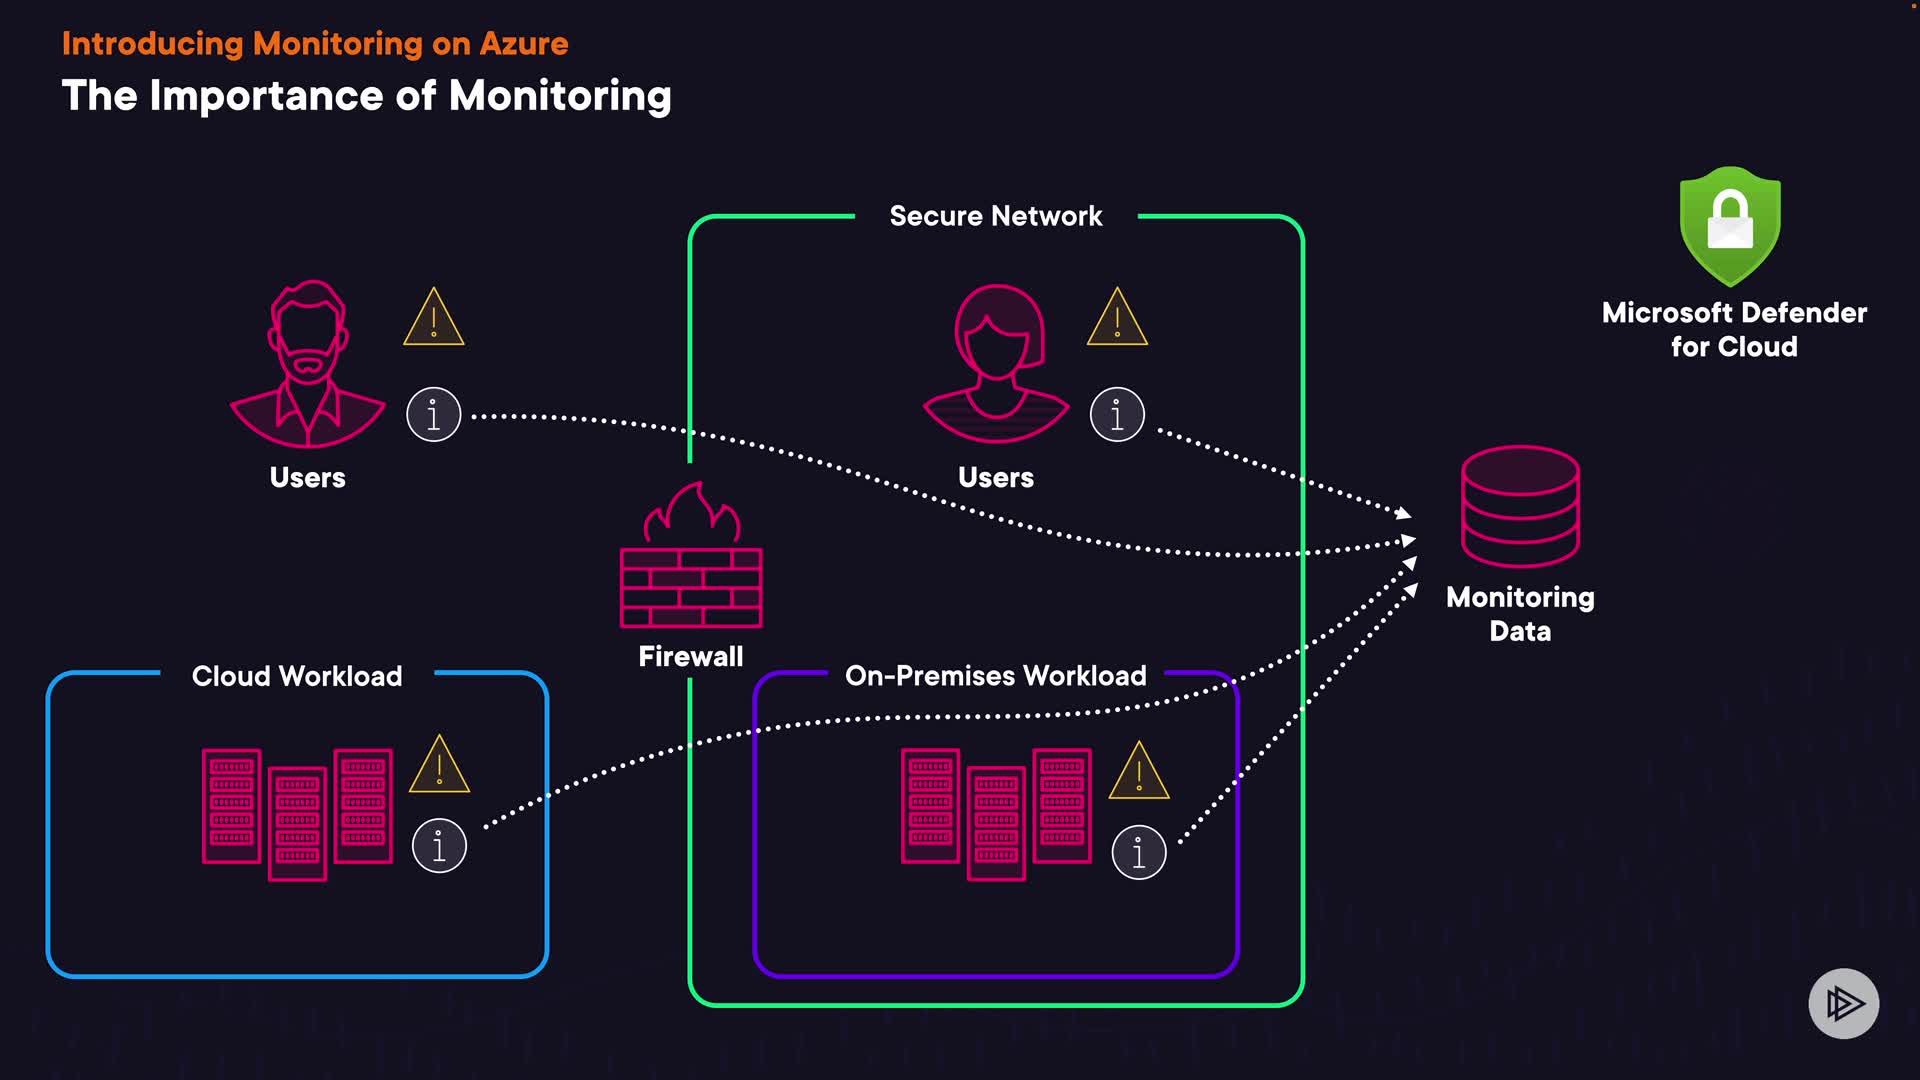 Introducing Monitoring on Azure
The Importance of Monitoring
Secure Network
Microsoft Defender
for Cloud
Users
Users
Monitoring
Data
Firewall
Cloud Workload
On-Premises Workload